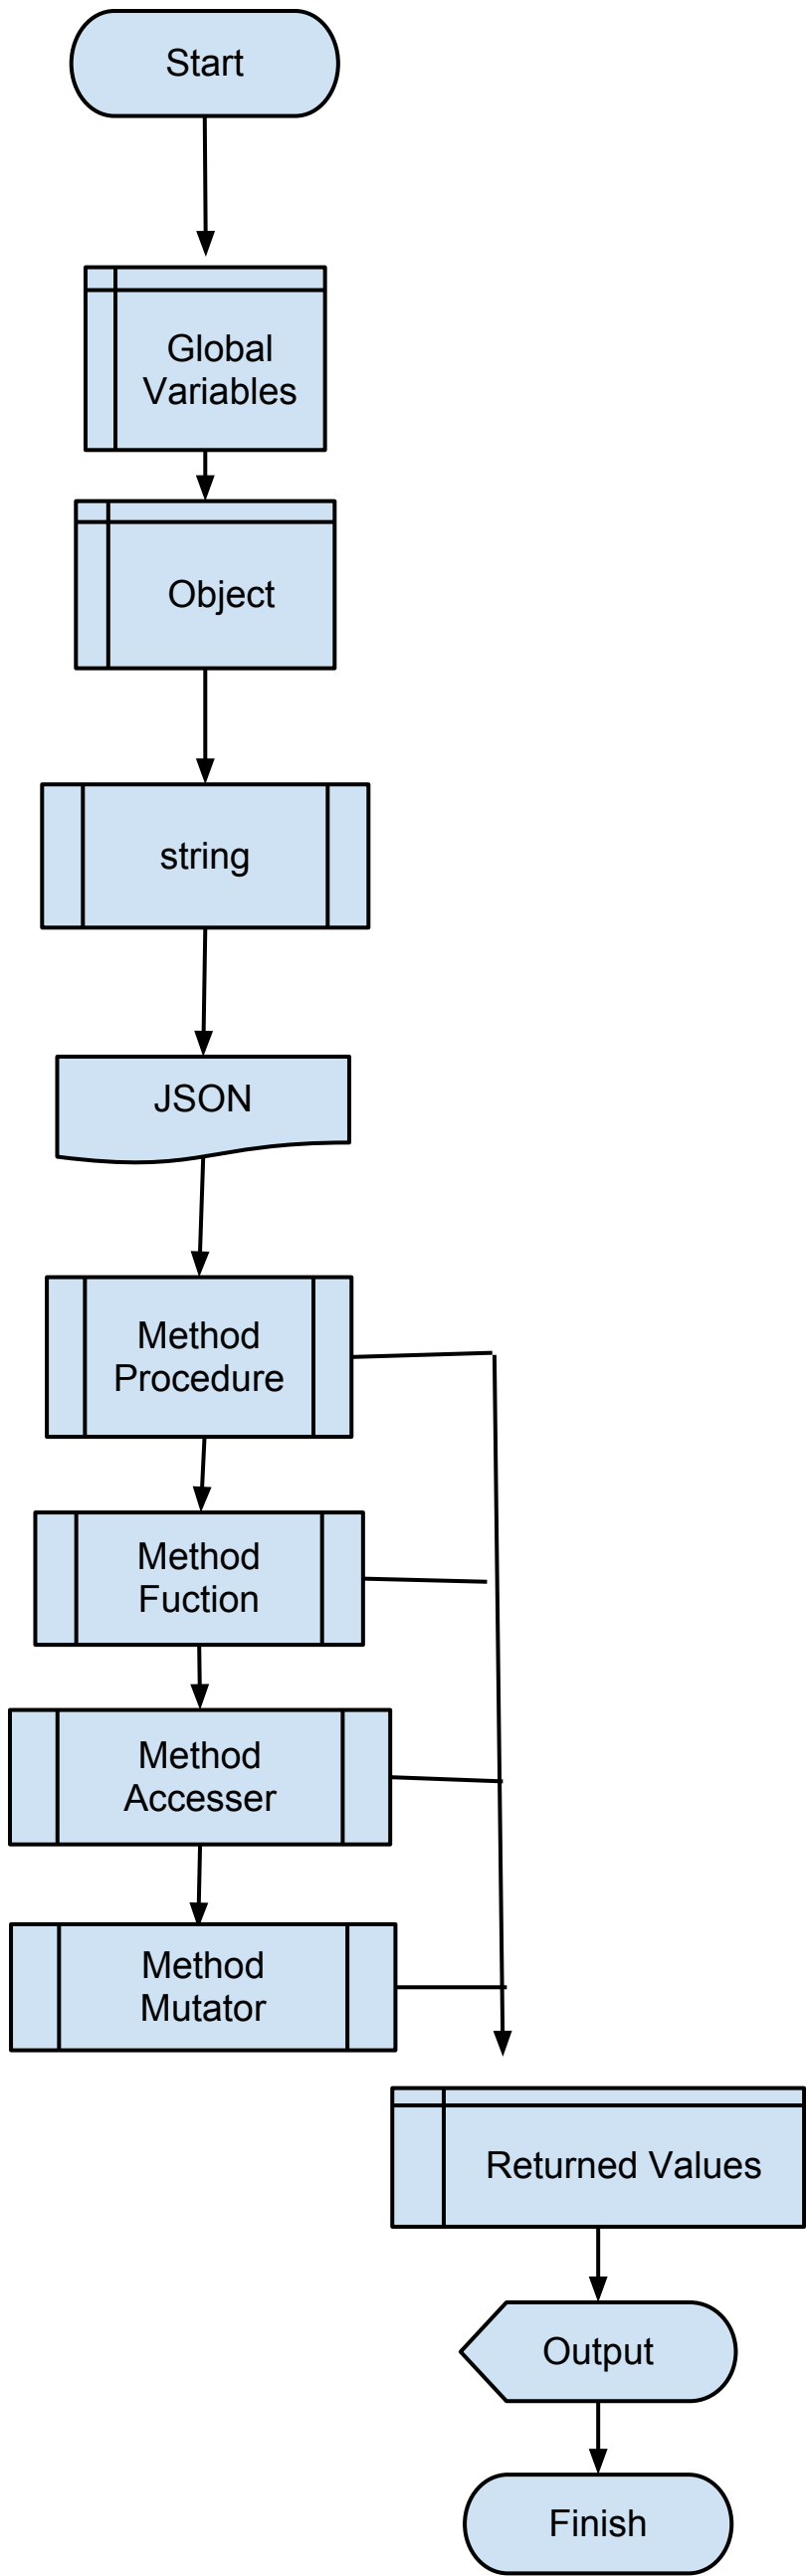 Start
Global
Variables
Object
string
JSON
Method
Procedure
Method
Fuction
Method
Accesser
Method
Mutator
Returned Values
Output
Finish